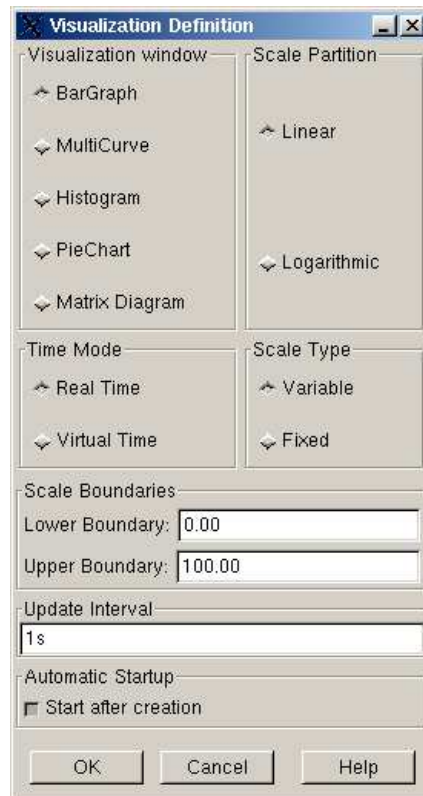 Visualization Definition
Visualization window
BarGraph
MultiCurve
Histogram
PieChart
Matrix Diagram
Scale Partition
Linear
Logarithmic
Time Mode
Real Time
Virtual Time
Scale Type
Variable
Fixed
Scale Boundaries
Lower Boundary: 0.00
Upper Boundary: 100.00
Update Interval
1s
Automatic Startup
Start after creation
OK Cancel Help